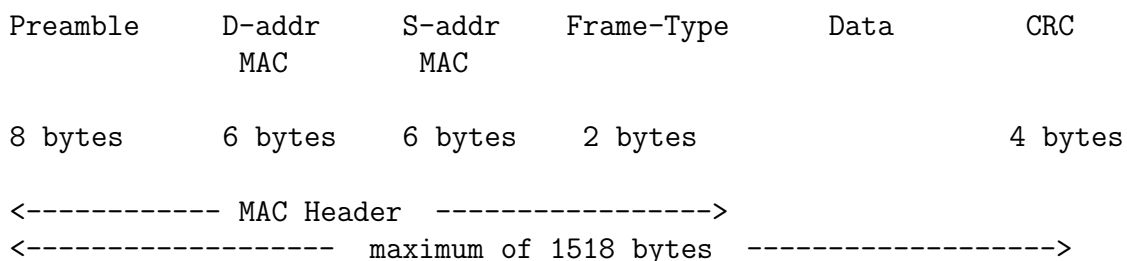 Preamble D-addr S-addr Frame-Type Data CRC
MAC MAC
8 bytes 6 bytes 6 bytes 2 bytes 4 bytes
<------------ MAC Header ----------------->
<------------------- maximum of 1518 bytes ------------------->